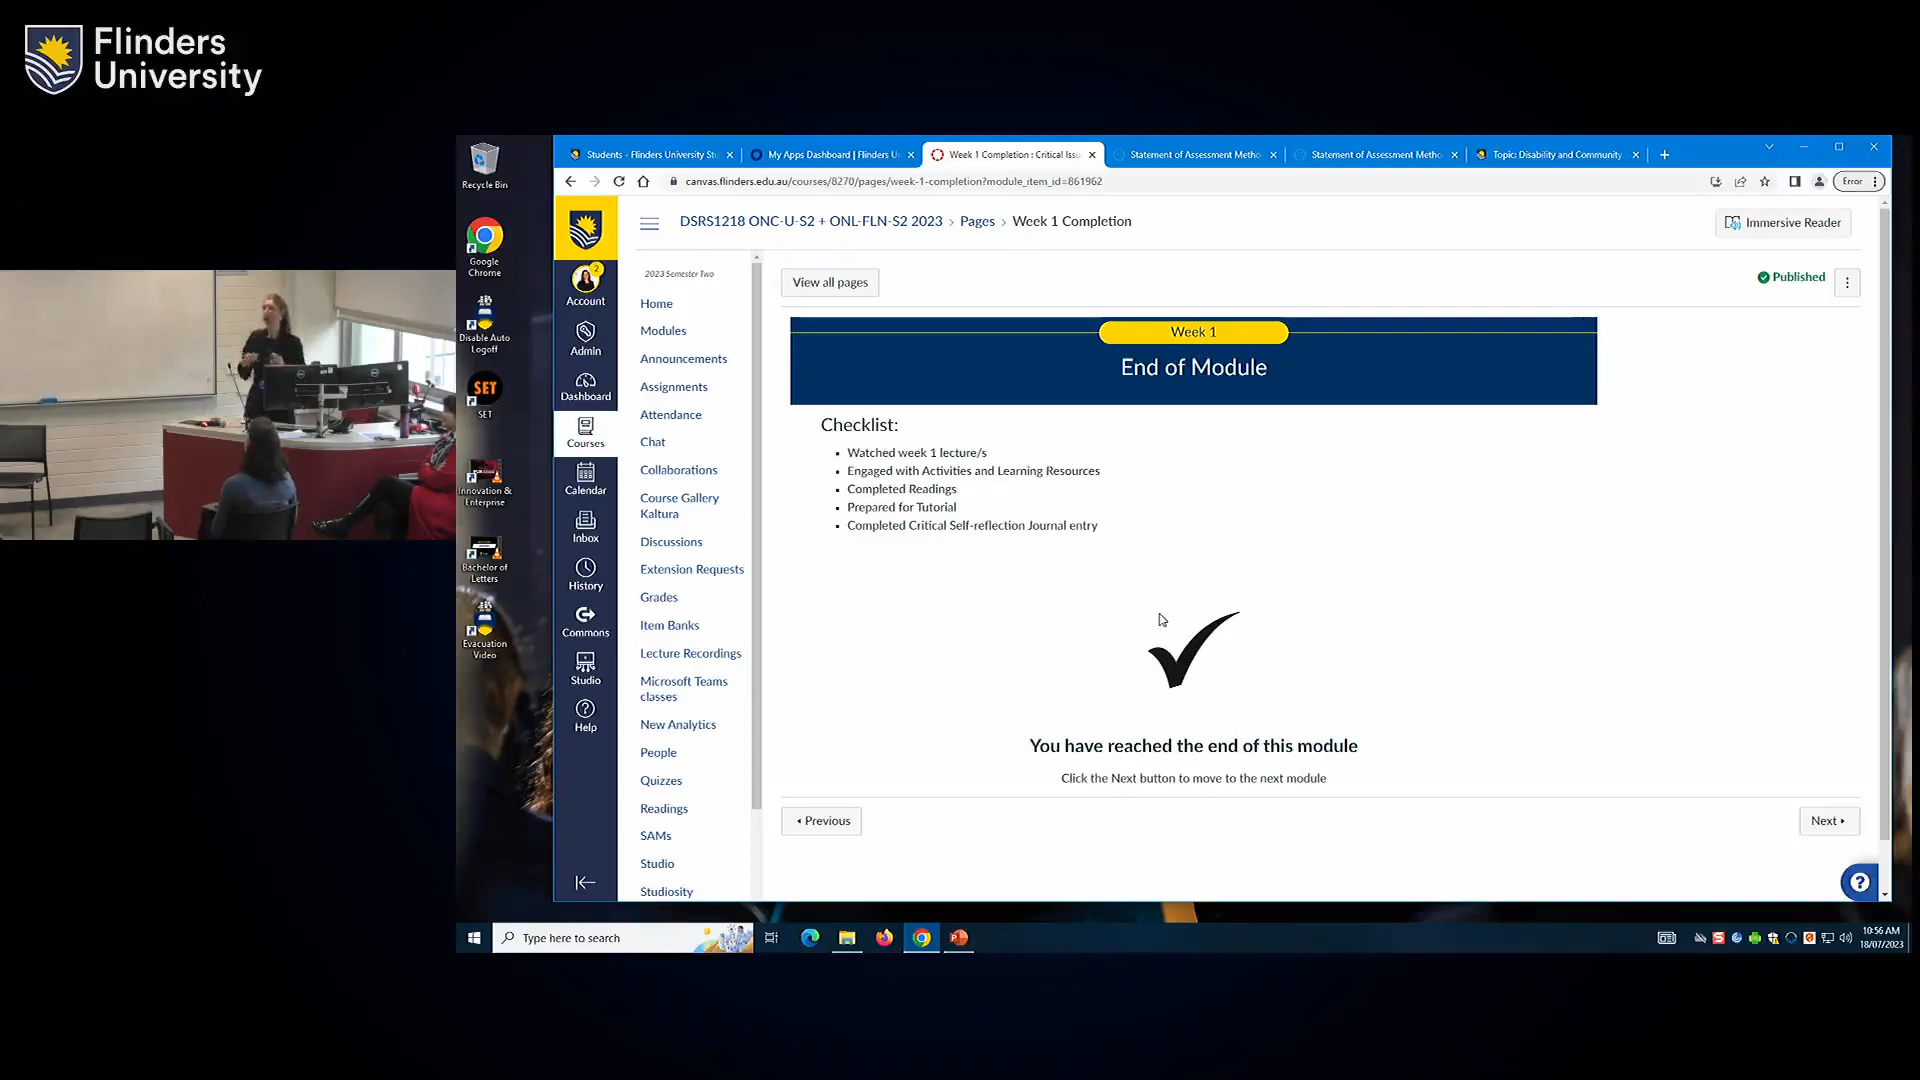 Flinders
University
Recycle Bin
Google
Chrome
Disable Auto
Logoff
SET
SET
Innovation &
Enterprise
Bachelor of
Letters
Evacuation
Video
Students - Flinders University Stu
My Apps Dashboard | Flinders U
Week 1 Completion : Critical Issu
Statement of Assessment Metho
Statement of Assessment Metho
Topic: Disability and Community
canvas.flinders.edu.au/courses/8270/pages/week-1-completion?module_item_id=861962
Error
DSRS1218 ONC-U-S2 + ONL-FLN-S2 2023 › Pages › Week 1 Completion
Immersive Reader
2
Account
Admin
Dashboard
Courses
Calendar
Inbox
History
Commons
Studio
Help
2023 Semester Two
Home
Modules
Announcements
Assignments
Attendance
Chat
Collaborations
Course Gallery
Kaltura
Discussions
Extension Requests
Grades
Item Banks
Lecture Recordings
Microsoft Teams
classes
New Analytics
People
Quizzes
Readings
SAMs
Studio
Studiosity
View all pages
Published
Week 1
End of Module
Checklist:
Watched week 1 lecture/s
Engaged with Activities and Learning Resources
Completed Readings
Prepared for Tutorial
Completed Critical Self-reflection Journal entry
You have reached the end of this module
Click the Next button to move to the next module
Previous
Next
Type here to search
10:56 AM
18/07/2023